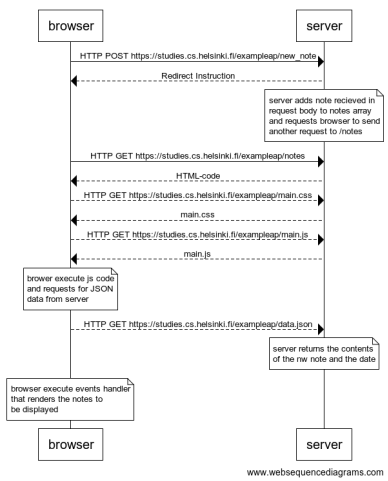 browser
server
HTTP POST https://studies.cs.helsinki.fi/exampleap/new_note
Redirect Instruction
server adds note recieved in
request body to notes array
and requests browser to send
another request to /notes
HTTP GET https://studies.cs.helsinki.fi/exampleap/notes
HTML-code
HTTP GET https://studies.cs.helsinki.fi/exampleap/main.css
main.css
HTTP GET https://studies.cs.helsinki.fi/exampleap/main.js
main.js
brower execute js code
and requests for JSON
data from server
HTTP GET https://studies.cs.helsinki.fi/exampleap/data.json
server returns the contents
of the nw note and the date
browser execute events handler
that renders the notes to
be displayed
browser
server
www.websequencediagrams.com